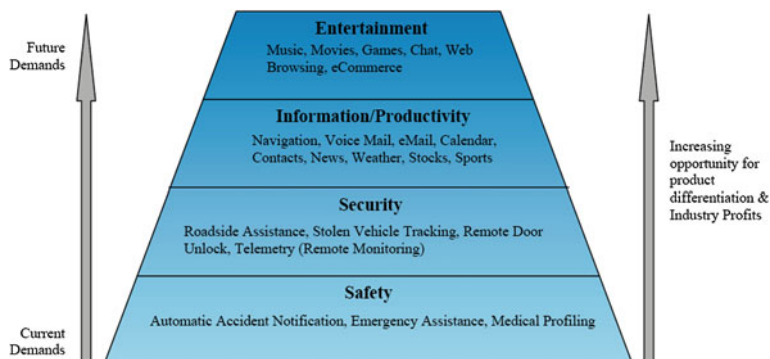 Future
Demands
Entertainment
Music, Movies, Games, Chat, Web
Browsing, eCommerce
Information/Productivity
Navigation, Voice Mail, eMail, Calendar,
Contacts, News, Weather, Stocks, Sports
Increasing
opportunity for
product
differentiation &
Industry Profits
Security
Roadside Assistance, Stolen Vehicle Tracking, Remote Door
Unlock, Telemetry (Remote Monitoring)
Safety
Automatic Accident Notification, Emergency Assistance, Medical Profiling
Current
Demands